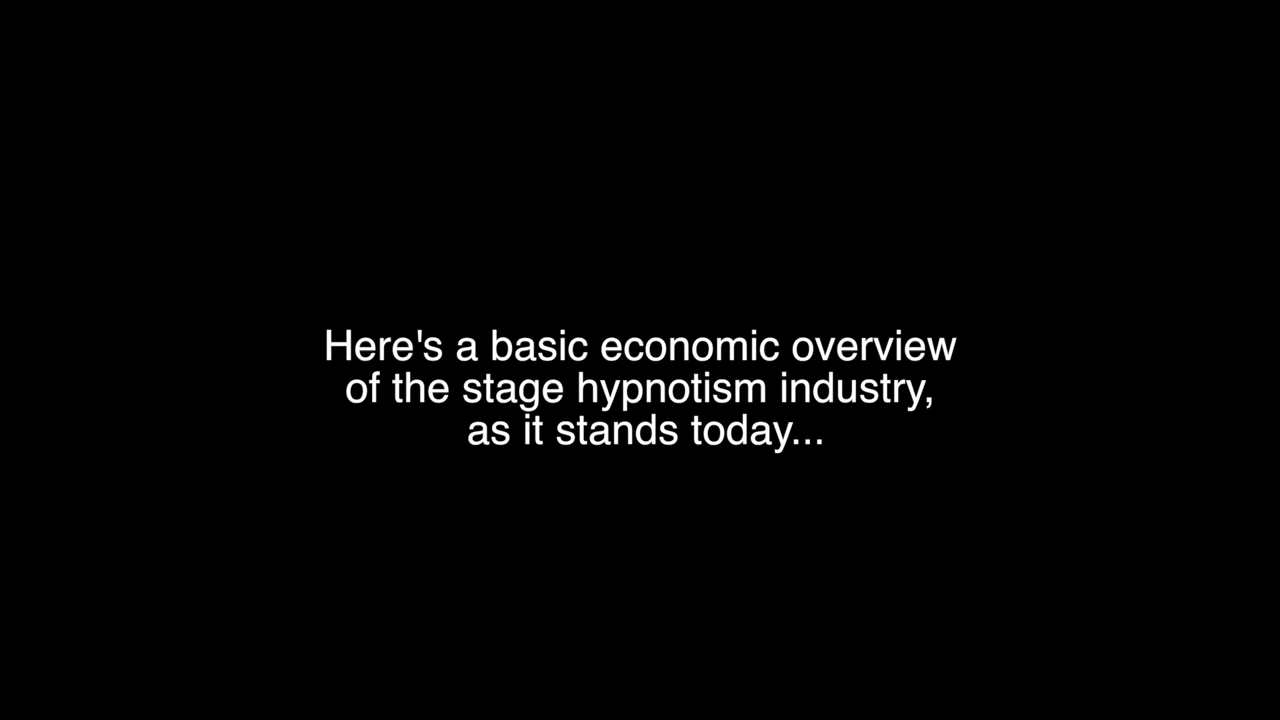 Here's a basic economic overview
of the stage hypnotism industry,
as it stands today...